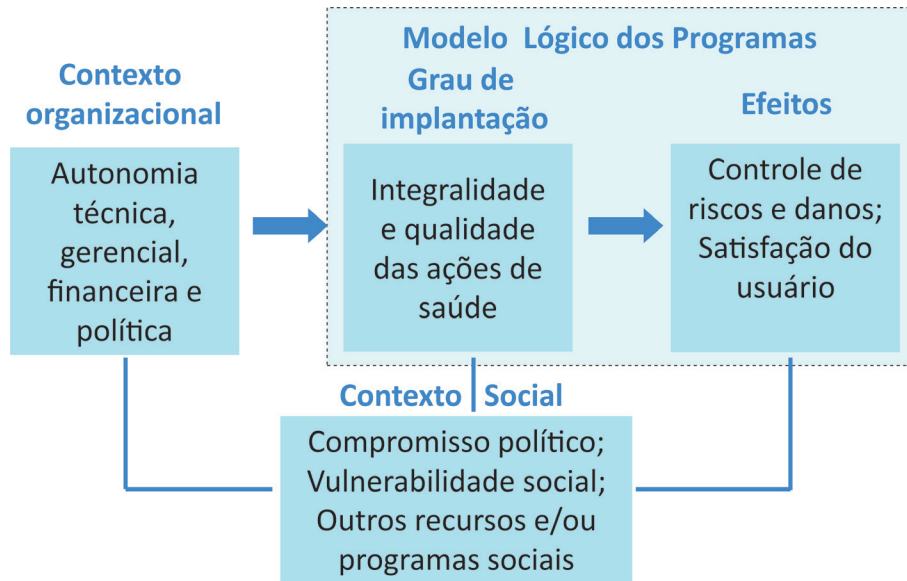 Modelo Lógico dos Programas
Contexto
organizacional
Grau de
implantação
Efeitos
Autonomia
técnica,
gerencial,
financeira e
política
Integralidade
e qualidade
das ações de
saúde
Controle de
riscos e danos;
Satisfação do
usuário
Contexto Social
Compromisso político;
Vulnerabilidade social;
Outros recursos e/ou
programas sociais